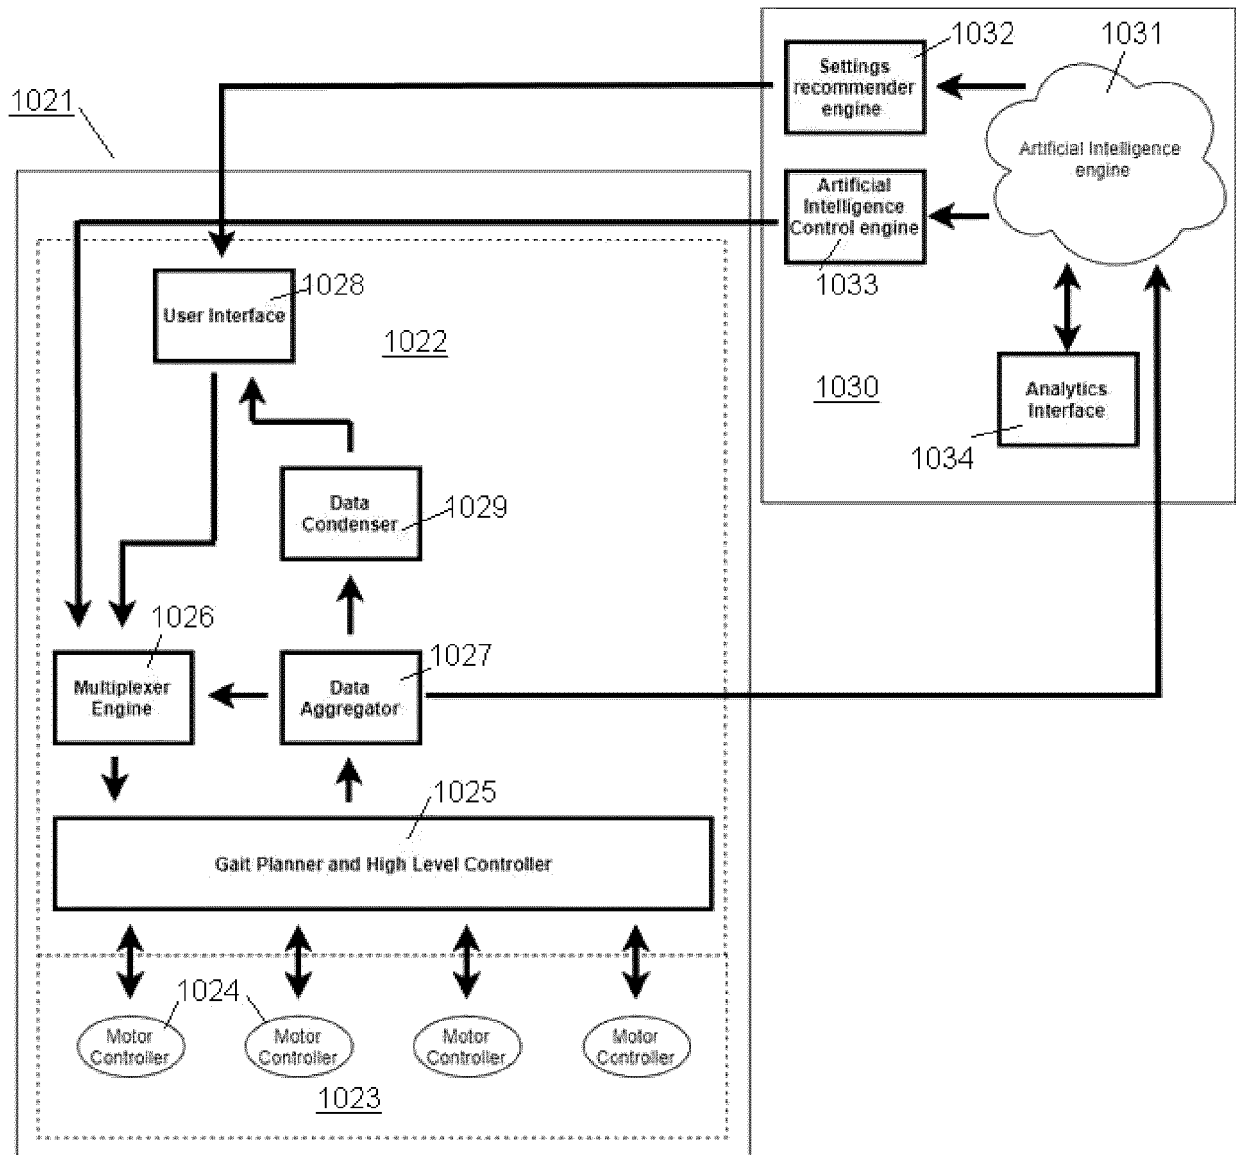 1032
1031
Settings
recommender
engine
1021
Artificial Intelligence
engine
Artificial
Intelligence
Control engine
1033
1028
User Interface
1022
1030
Analytics
Interface
1034
Data
Condenser
1029
1026
1027
Multiplexer
Engine
Data
Aggregator
1025
Gait Planner and High Level Controller
1024
Motor
Controller
Motor
Controller
Motor
Controller
Motor
Controller
1023